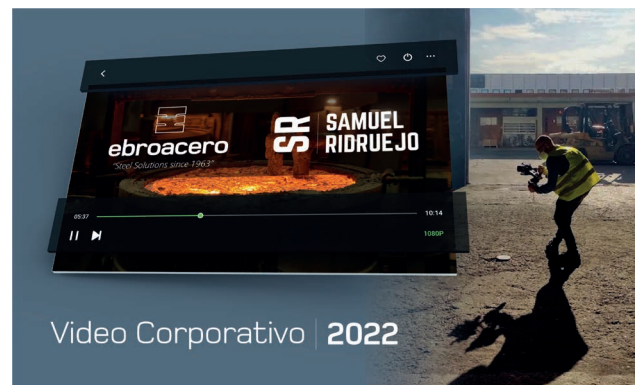 ebroacero
"Steel Solutions since 1963"
SR
SAMUEL
RIDRUEJO
05:37
10:14
1080P
Video Corporativo | 2022